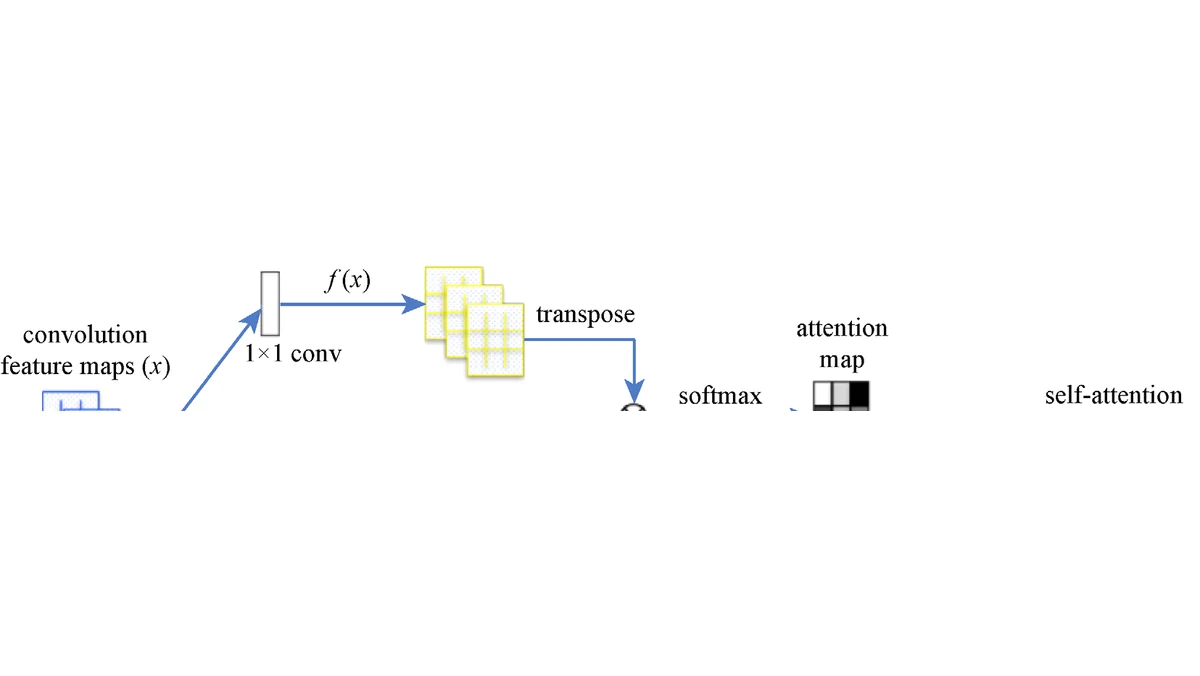 f (x)
transpose
convolution
feature maps (x)
1×1 conv
attention
map
softmax
self-attention